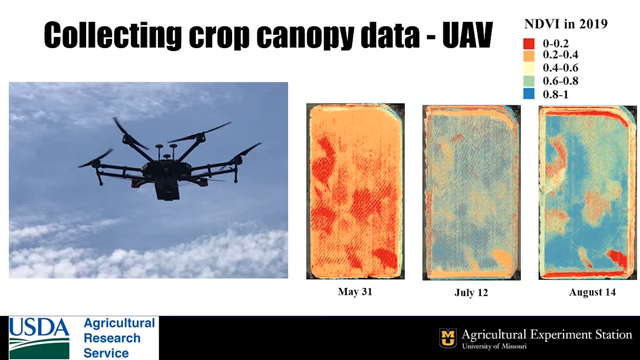 Collecting crop canopy data - UAV
NDVI in 2019
0-0.2
0.2-0.4
0.4-0.6
0.6-0.8
0.8-1
May 31
July 12
August 14
USDA
Agricultural
Research
Service
Agricultural Experiment Station
University of Missouri